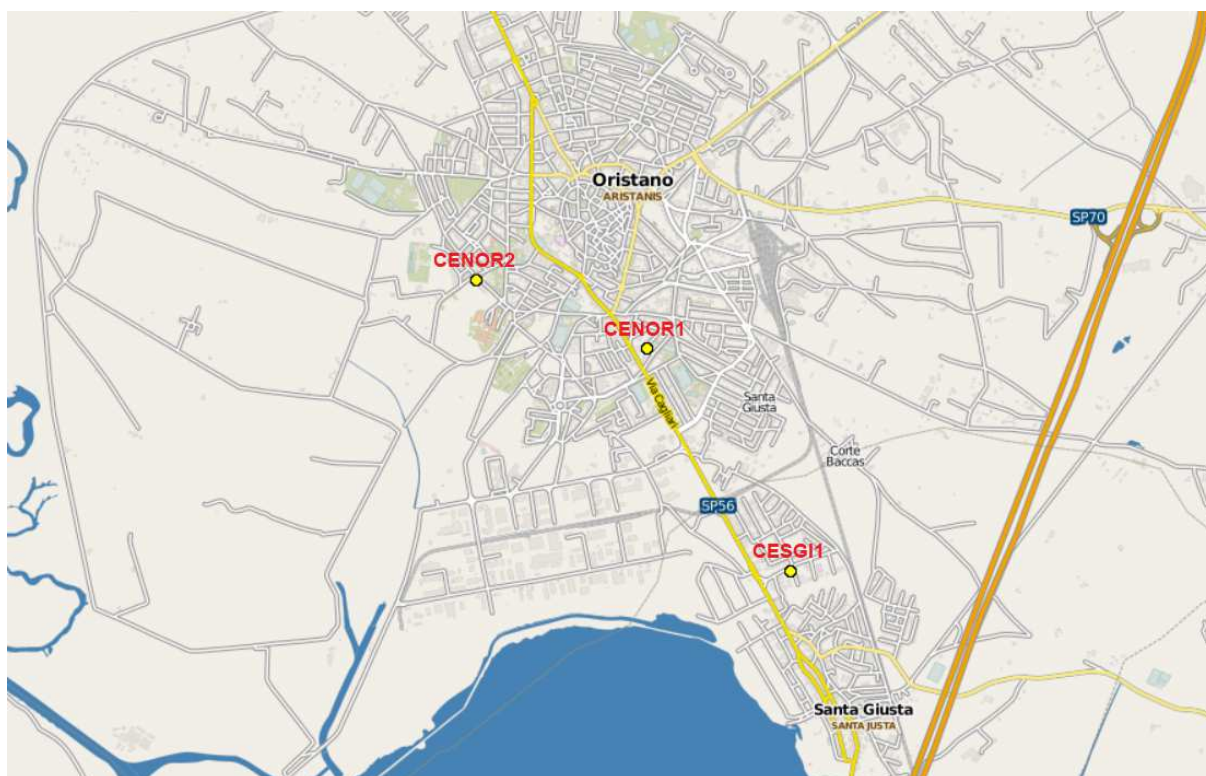 Oristano
ARISTANIS
SP70
CENOR2
CENOR1
Via Cagliari
Santa
Giusta
Corte
Baccas
SP56
CESGI1
Santa Giusta
SANTA JUSTA